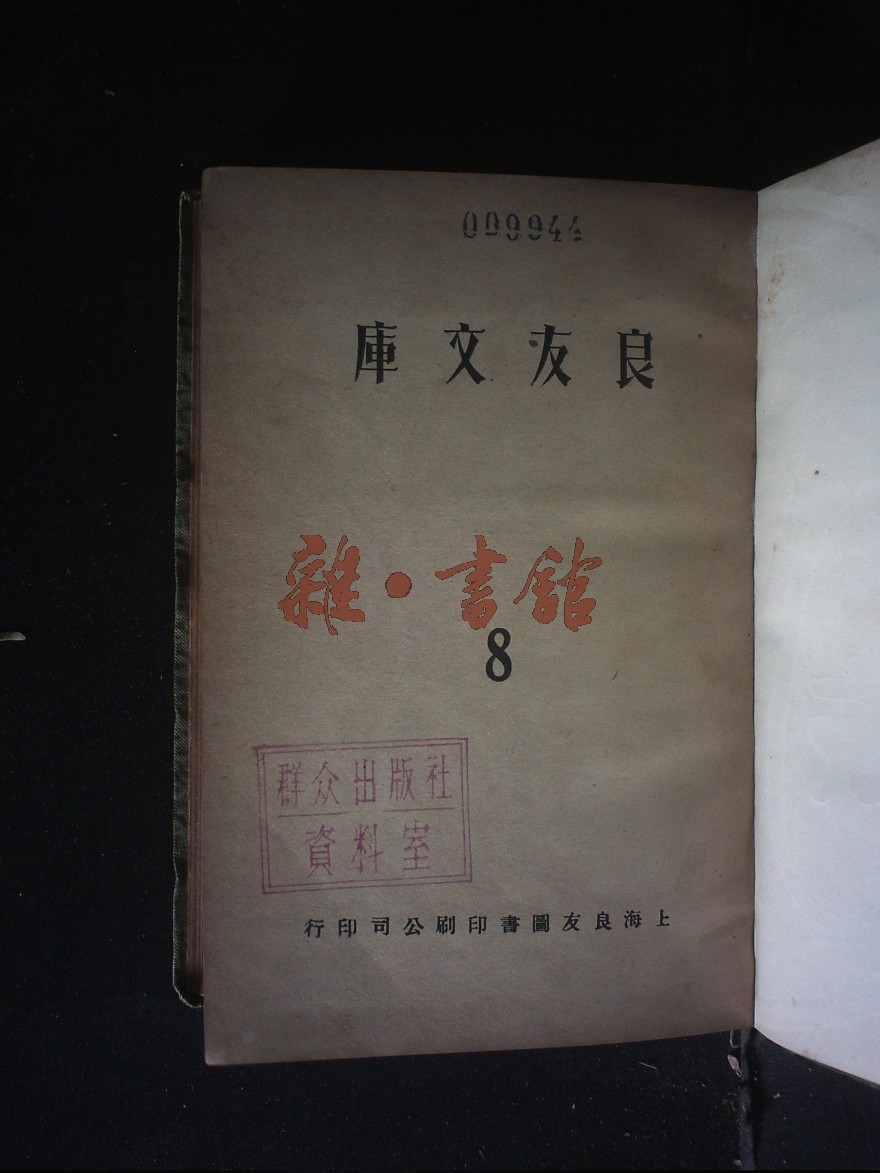 009944
良友文庫
雜·書館
8
群众出版社
資料室
上海良友圖書印刷公司印行